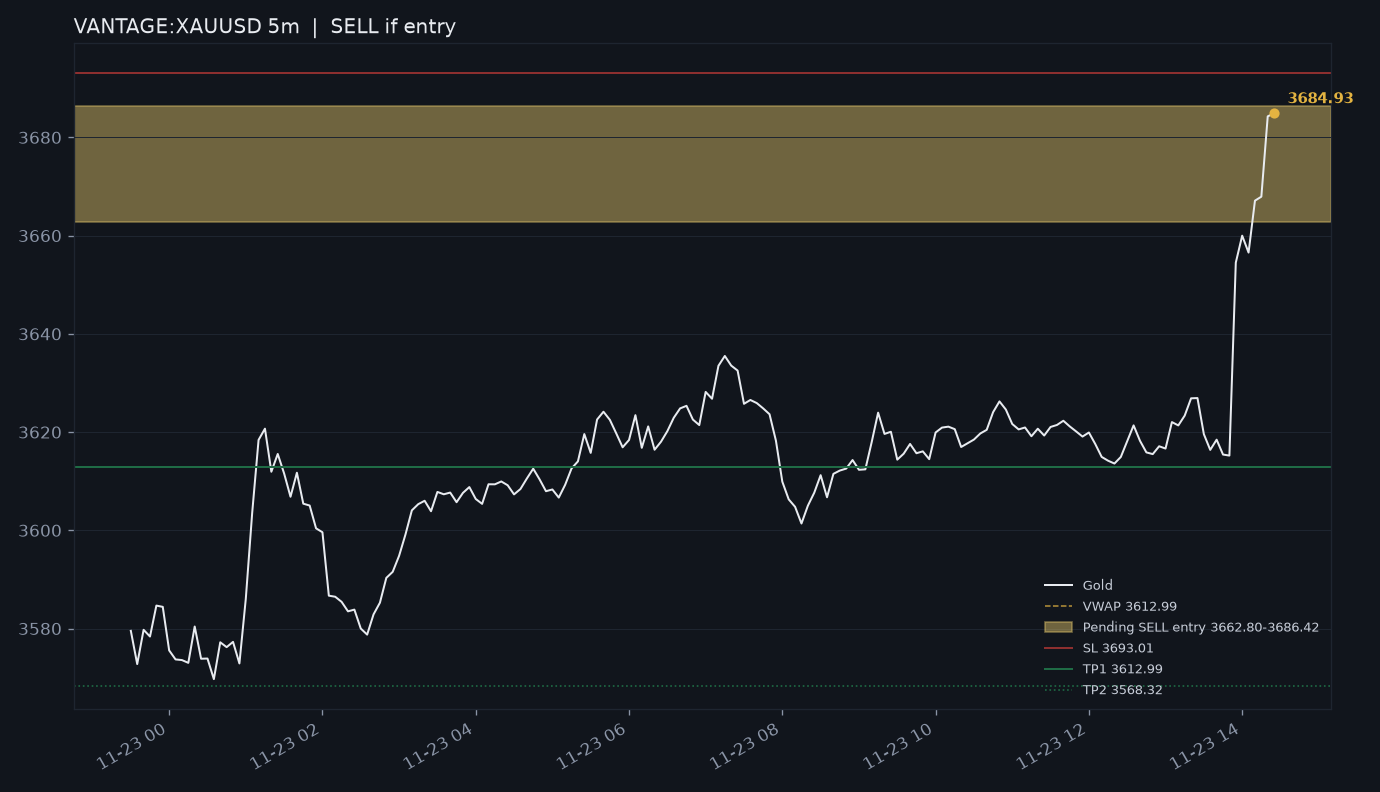 VANTAGE:XAUUSD 5m | SELL if entry
3684.93
3680
3660
3640
3620
3600
3580
Gold
VWAP 3612.99
Pending SELL entry 3662.80-3686.42
SL 3693.01
TP1 3612.99
TP2 3568.32
11-23 00
11-23 02
11-23 04
11-23 06
11-23 08
11-23 10
11-23 12
11-23 14